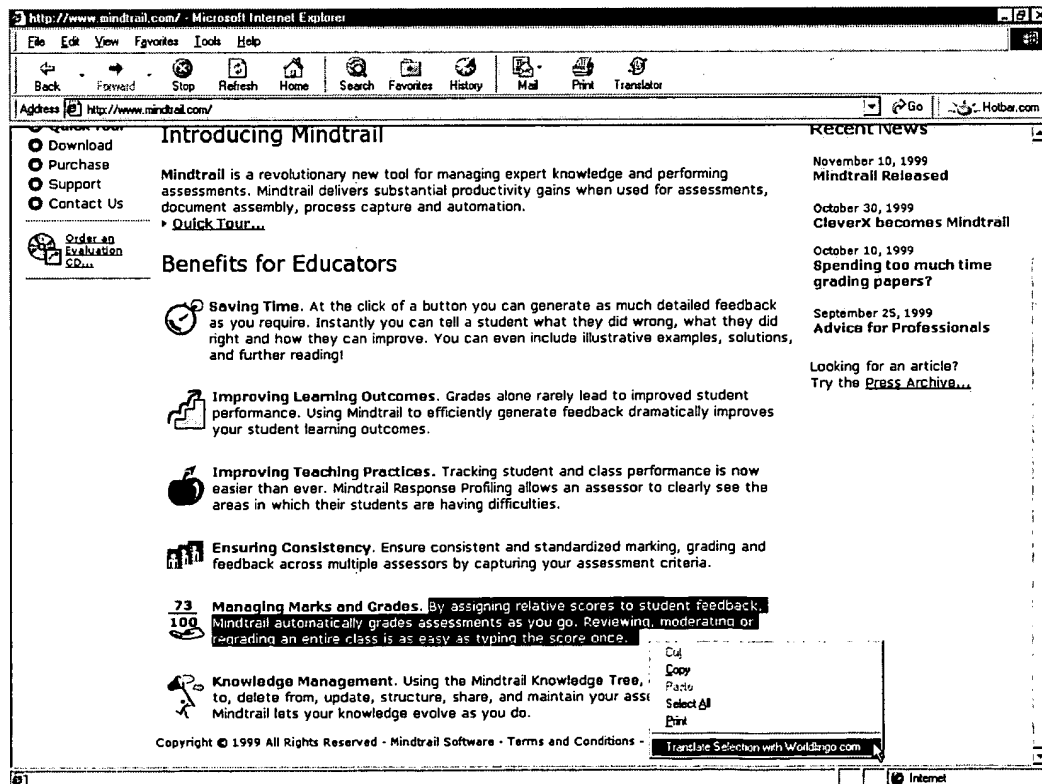 http://www.mindtrail.com/ - Microsoft Internet Explorer
File Edit View Favorites Tools Help
Back Forward Stop Refresh Home Search Favorites History Mail Print Translator
Address http://www.mindtrail.com/ Go Hotbar.com
Quick Tour
Download
Purchase
Support
Contact Us
Order an
Evaluation
CD...
Introducing Mindtrail
Mindtrail is a revolutionary new tool for managing expert knowledge and performing
assessments. Mindtrail delivers substantial productivity gains when used for assessments,
document assembly, process capture and automation.
Quick Tour...
Benefits for Educators
Saving Time. At the click of a button you can generate as much detailed feedback
as you require. Instantly you can tell a student what they did wrong, what they did
right and how they can improve. You can even include illustrative examples, solutions,
and further reading!
Improving Learning Outcomes. Grades alone rarely lead to improved student
performance. Using Mindtrail to efficiently generate feedback dramatically improves
your student learning outcomes.
Improving Teaching Practices. Tracking student and class performance is now
easier than ever. Mindtrail Response Profiling allows an assessor to clearly see the
areas in which their students are having difficulties.
Ensuring Consistency. Ensure consistent and standardized marking, grading and
feedback across multiple assessors by capturing your assessment criteria.
73
100
Managing Marks and Grades. By assigning relative scores to student feedback,
Mindtrail automatically grades assessments as you go. Reviewing, moderating or
regrading an entire class is as easy as typing the score once.
Knowledge Management. Using the Mindtrail Knowledge Tree,
to, delete from, update, structure, share, and maintain your
Mindtrail lets your knowledge evolve as you do.
Copyright © 1999 All Rights Reserved - Mindtrail Software - Terms and Conditions -
Recent News
November 10, 1999
Mindtrail Released
October 30, 1999
CleverX becomes Mindtrail
October 10, 1999
Spending too much time
grading papers?
September 25, 1999
Advice for Professionals
Looking for an article?
Try the Press Archive...
Cut
Copy
Paste
Select All
Print
Translate Selection with Worldlingo.com
Internet